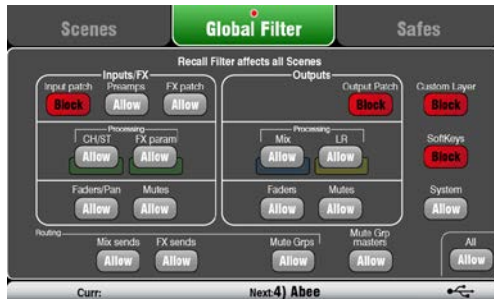 Scenes Global Filter Safes
Recall Filter affects all Scenes
Inputs/FX Outputs
Input patch Preamps FX patch Output Patch Custom Layer
Block Allow Allow Block Block
Processing Processing
CH/ST FX param Mix LR SoftKeys
Allow Allow Allow Allow Block
Faders/Pan Mutes Faders Mutes System
Allow Allow Allow Allow Allow
Routing
Mix sends FX sends Mute Grps Mute Grp masters All
Allow Allow Allow Allow Allow
Curr: Next:4) Abee